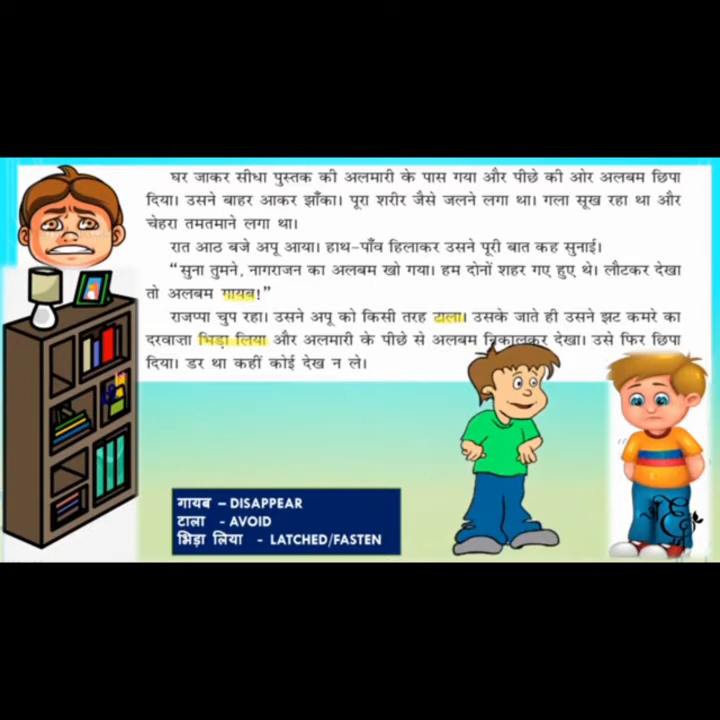 घर जाकर सीधा पुस्तक की अलमारी के पास गया और पीछे की ओर अलबम छिपा
दिया। उसने बाहर आकर झाँका। पूरा शरीर जैसे जलने लगा था। गला सूख रहा था और
चेहरा तमतमाने लगा था।
रात आठ बजे अपू आया। हाथ-पाँव हिलाकर उसने पूरी बात कह सुनाई।
“सुना तुमने, नागराजन का अलबम खो गया। हम दोनों शहर गए हुए थे। लौटकर देखा
तो अलबम गायब!”
राजप्पा चुप रहा। उसने अपू को किसी तरह टाला। उसके जाते ही उसने झट कमरे का
दरवाजा भिड़ा लिया और अलमारी के पीछे से अलबम निकालकर देखा। उसे फिर छिपा
दिया। डर था कहीं कोई देख न ले।
गायब – DISAPPEAR
टाला - AVOID
भिड़ा लिया - LATCHED/FASTEN